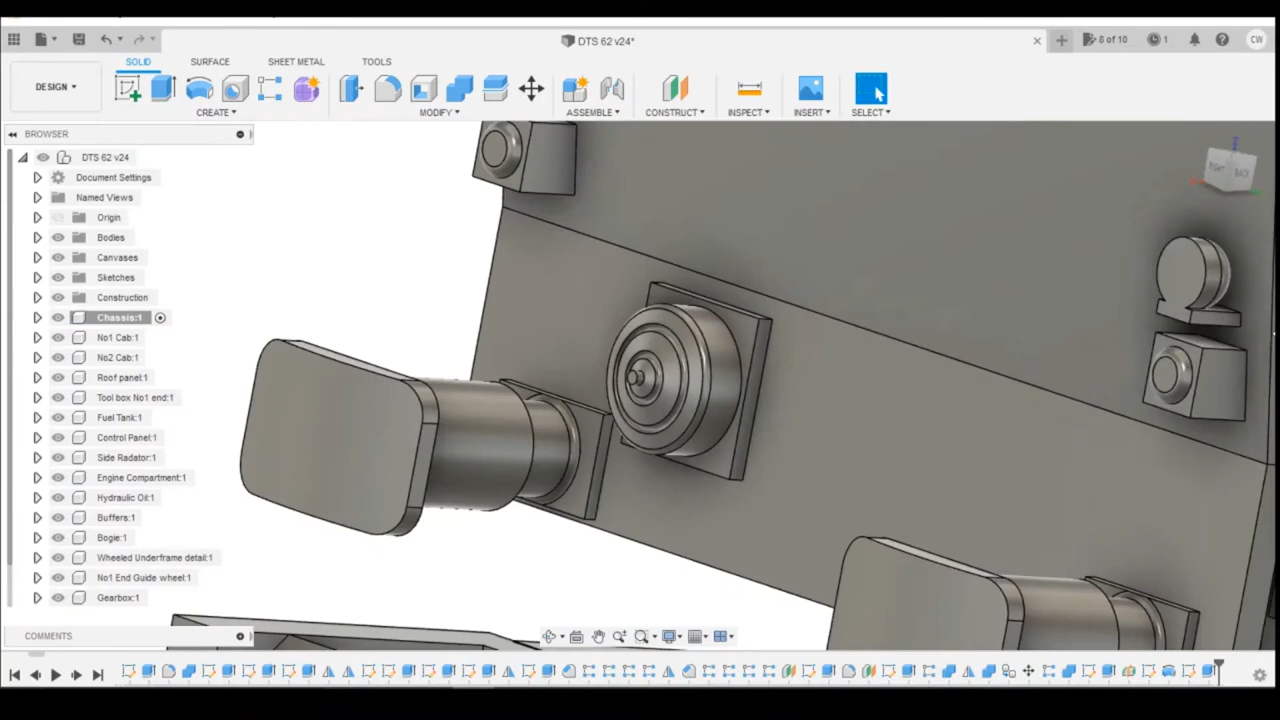 DTS 62 v24*
8 of 10
1
CW
DESIGN
SOLID
SURFACE
SHEET METAL
TOOLS
CREATE
MODIFY
ASSEMBLE
CONSTRUCT
INSPECT
INSERT
SELECT
BROWSER
DTS 62 v24
Document Settings
Named Views
Origin
Bodies
Canvases
Sketches
Construction
Chassis:1
No1 Cab:1
No2 Cab:1
Roof panel:1
Tool box No1 end:1
Fuel Tank:1
Control Panel:1
Side Radator:1
Engine Compartment:1
Hydraulic Oil:1
Buffers:1
Bogie:1
Wheeled Underframe detail:1
No1 End Guide wheel:1
Gearbox:1
COMMENTS
Z
RIGHT
BACK